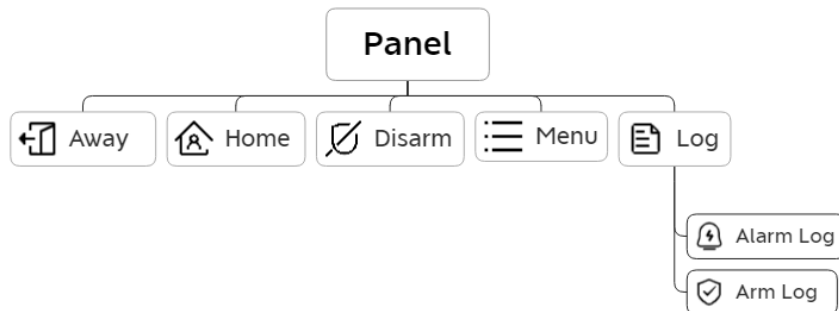 Panel
Away
Home
Disarm
Menu
Log
Alarm Log
Arm Log